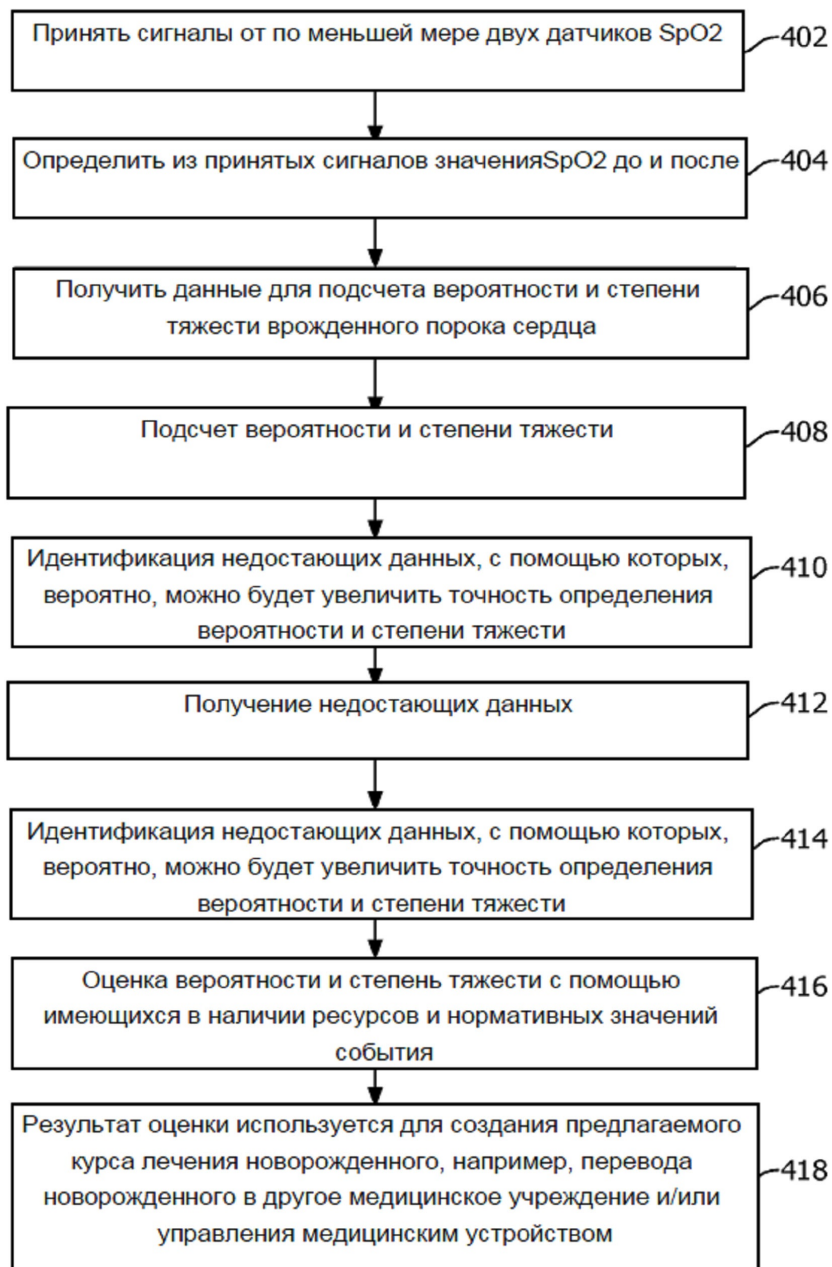 Принять сигналы от по меньшей мере двух датчиков SpO2
402
Определить из принятых сигналов значенияSpO2 до и после
404
Получить данные для подсчета вероятности и степени
тяжести врожденного порока сердца
406
Подсчет вероятности и степени тяжести
408
Идентификация недостающих данных, с помощью которых,
вероятно, можно будет увеличить точность определения
вероятности и степени тяжести
410
Получение недостающих данных
412
Идентификация недостающих данных, с помощью которых,
вероятно, можно будет увеличить точность определения
вероятности и степени тяжести
414
Оценка вероятности и степень тяжести с помощью
имеющихся в наличии ресурсов и нормативных значений
события
416
Результат оценки используется для создания предлагаемого
курса лечения новорожденного, например, перевода
новорожденного в другое медицинское учреждение и/или
управления медицинским устройством
418